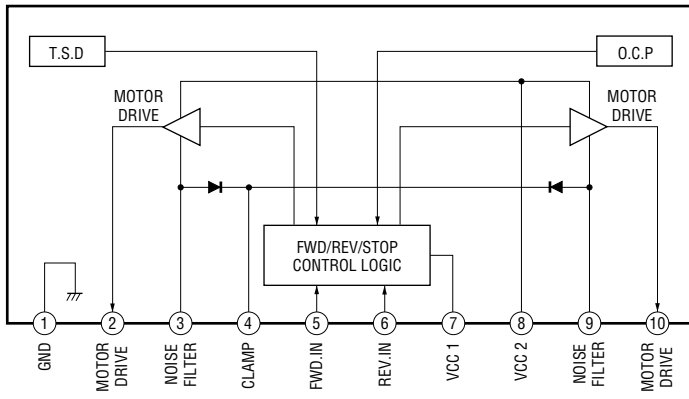 T.S.D
O.C.P
MOTOR
DRIVE
MOTOR
DRIVE
FWD/REV/STOP
CONTROL LOGIC
1
2
3
4
5
6
7
8
9
10
GND
MOTOR
DRIVE
NOISE
FILTER
CLAMP
FWD.IN
REV.IN
VCC 1
VCC 2
NOISE
FILTER
MOTOR
DRIVE